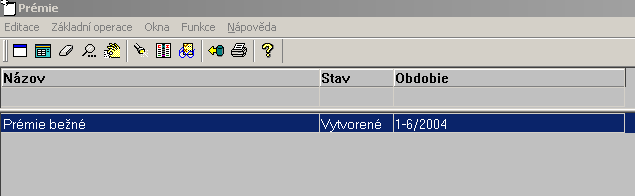 Prémie
Editace Základní operace Okna Funkce Nápověda
Názov Stav Obdobie
Prémie bežné Vytvorené 1-6/2004